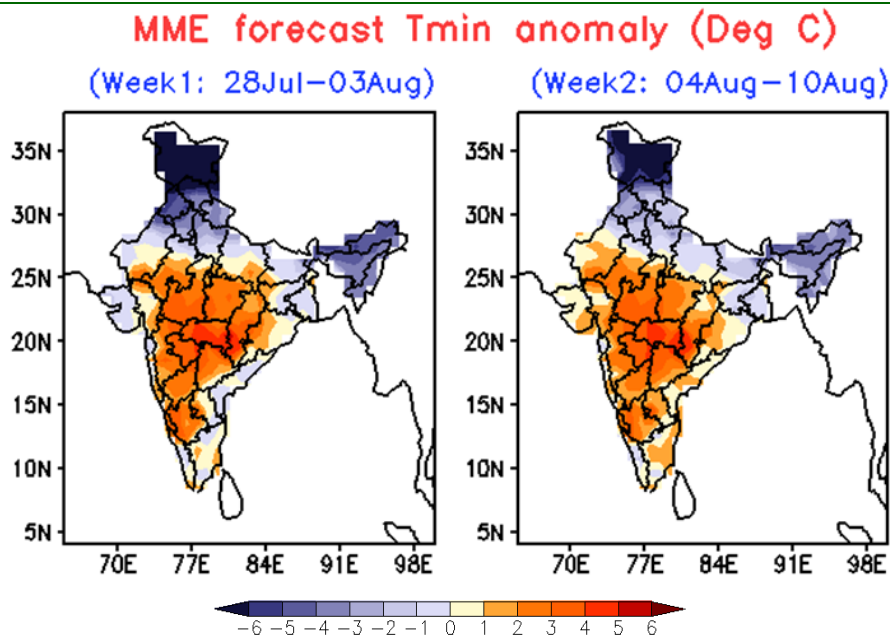 MME forecast Tmin anomaly (Deg C)
(Week1: 28Jul−03Aug)
(Week2: 04Aug−10Aug)
35N
30N
25N
20N
15N
10N
5N
70E 77E 84E 91E 98E
35N
30N
25N
20N
15N
10N
5N
70E 77E 84E 91E 98E
−6 −5 −4 −3 −2 −1 0 1 2 3 4 5 6